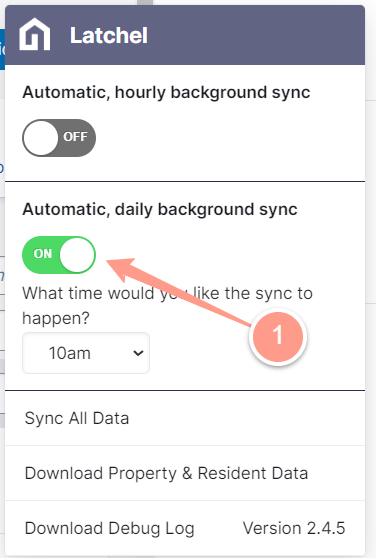 Latchel
Automatic, hourly background sync
OFF
Automatic, daily background sync
ON
What time would you like the sync to
happen?
10am
1
Sync All Data
Download Property & Resident Data
Download Debug Log Version 2.4.5